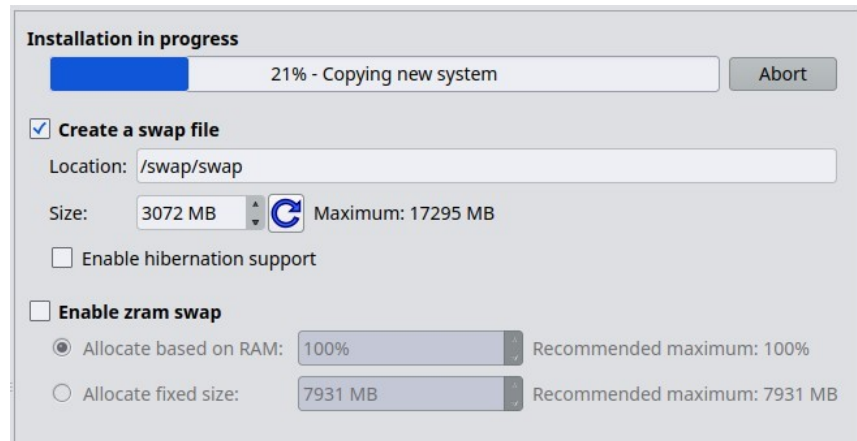 Installation in progress
21% - Copying new system Abort
Create a swap file
Location: /swap/swap
Size: 3072 MB Maximum: 17295 MB
Enable hibernation support
Enable zram swap
Allocate based on RAM: 100% Recommended maximum: 100%
Allocate fixed size: 7931 MB Recommended maximum: 7931 MB